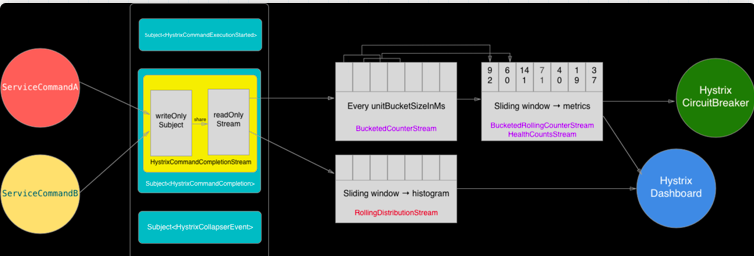 Subject<HystrixCommandExecutionStarted>
ServiceCommandA
ServiceCommandB
writeOnly
Subject
share
readOnly
Stream
HystrixCommandCompletionStream
Subject<HystrixCommandCompletion>
Subject<HystrixCollapserEvent>
Every unitBucketSizeInMs
BucketedCounterStream
9 6 14 7 4 1 3
2 0 1 1 0 9 7
Sliding window → metrics
BucketedRollingCounterStream
HealthCountsStream
Sliding window → histogram
RollingDistributionStream
Hystrix
CircuitBreaker
Hystrix
Dashboard